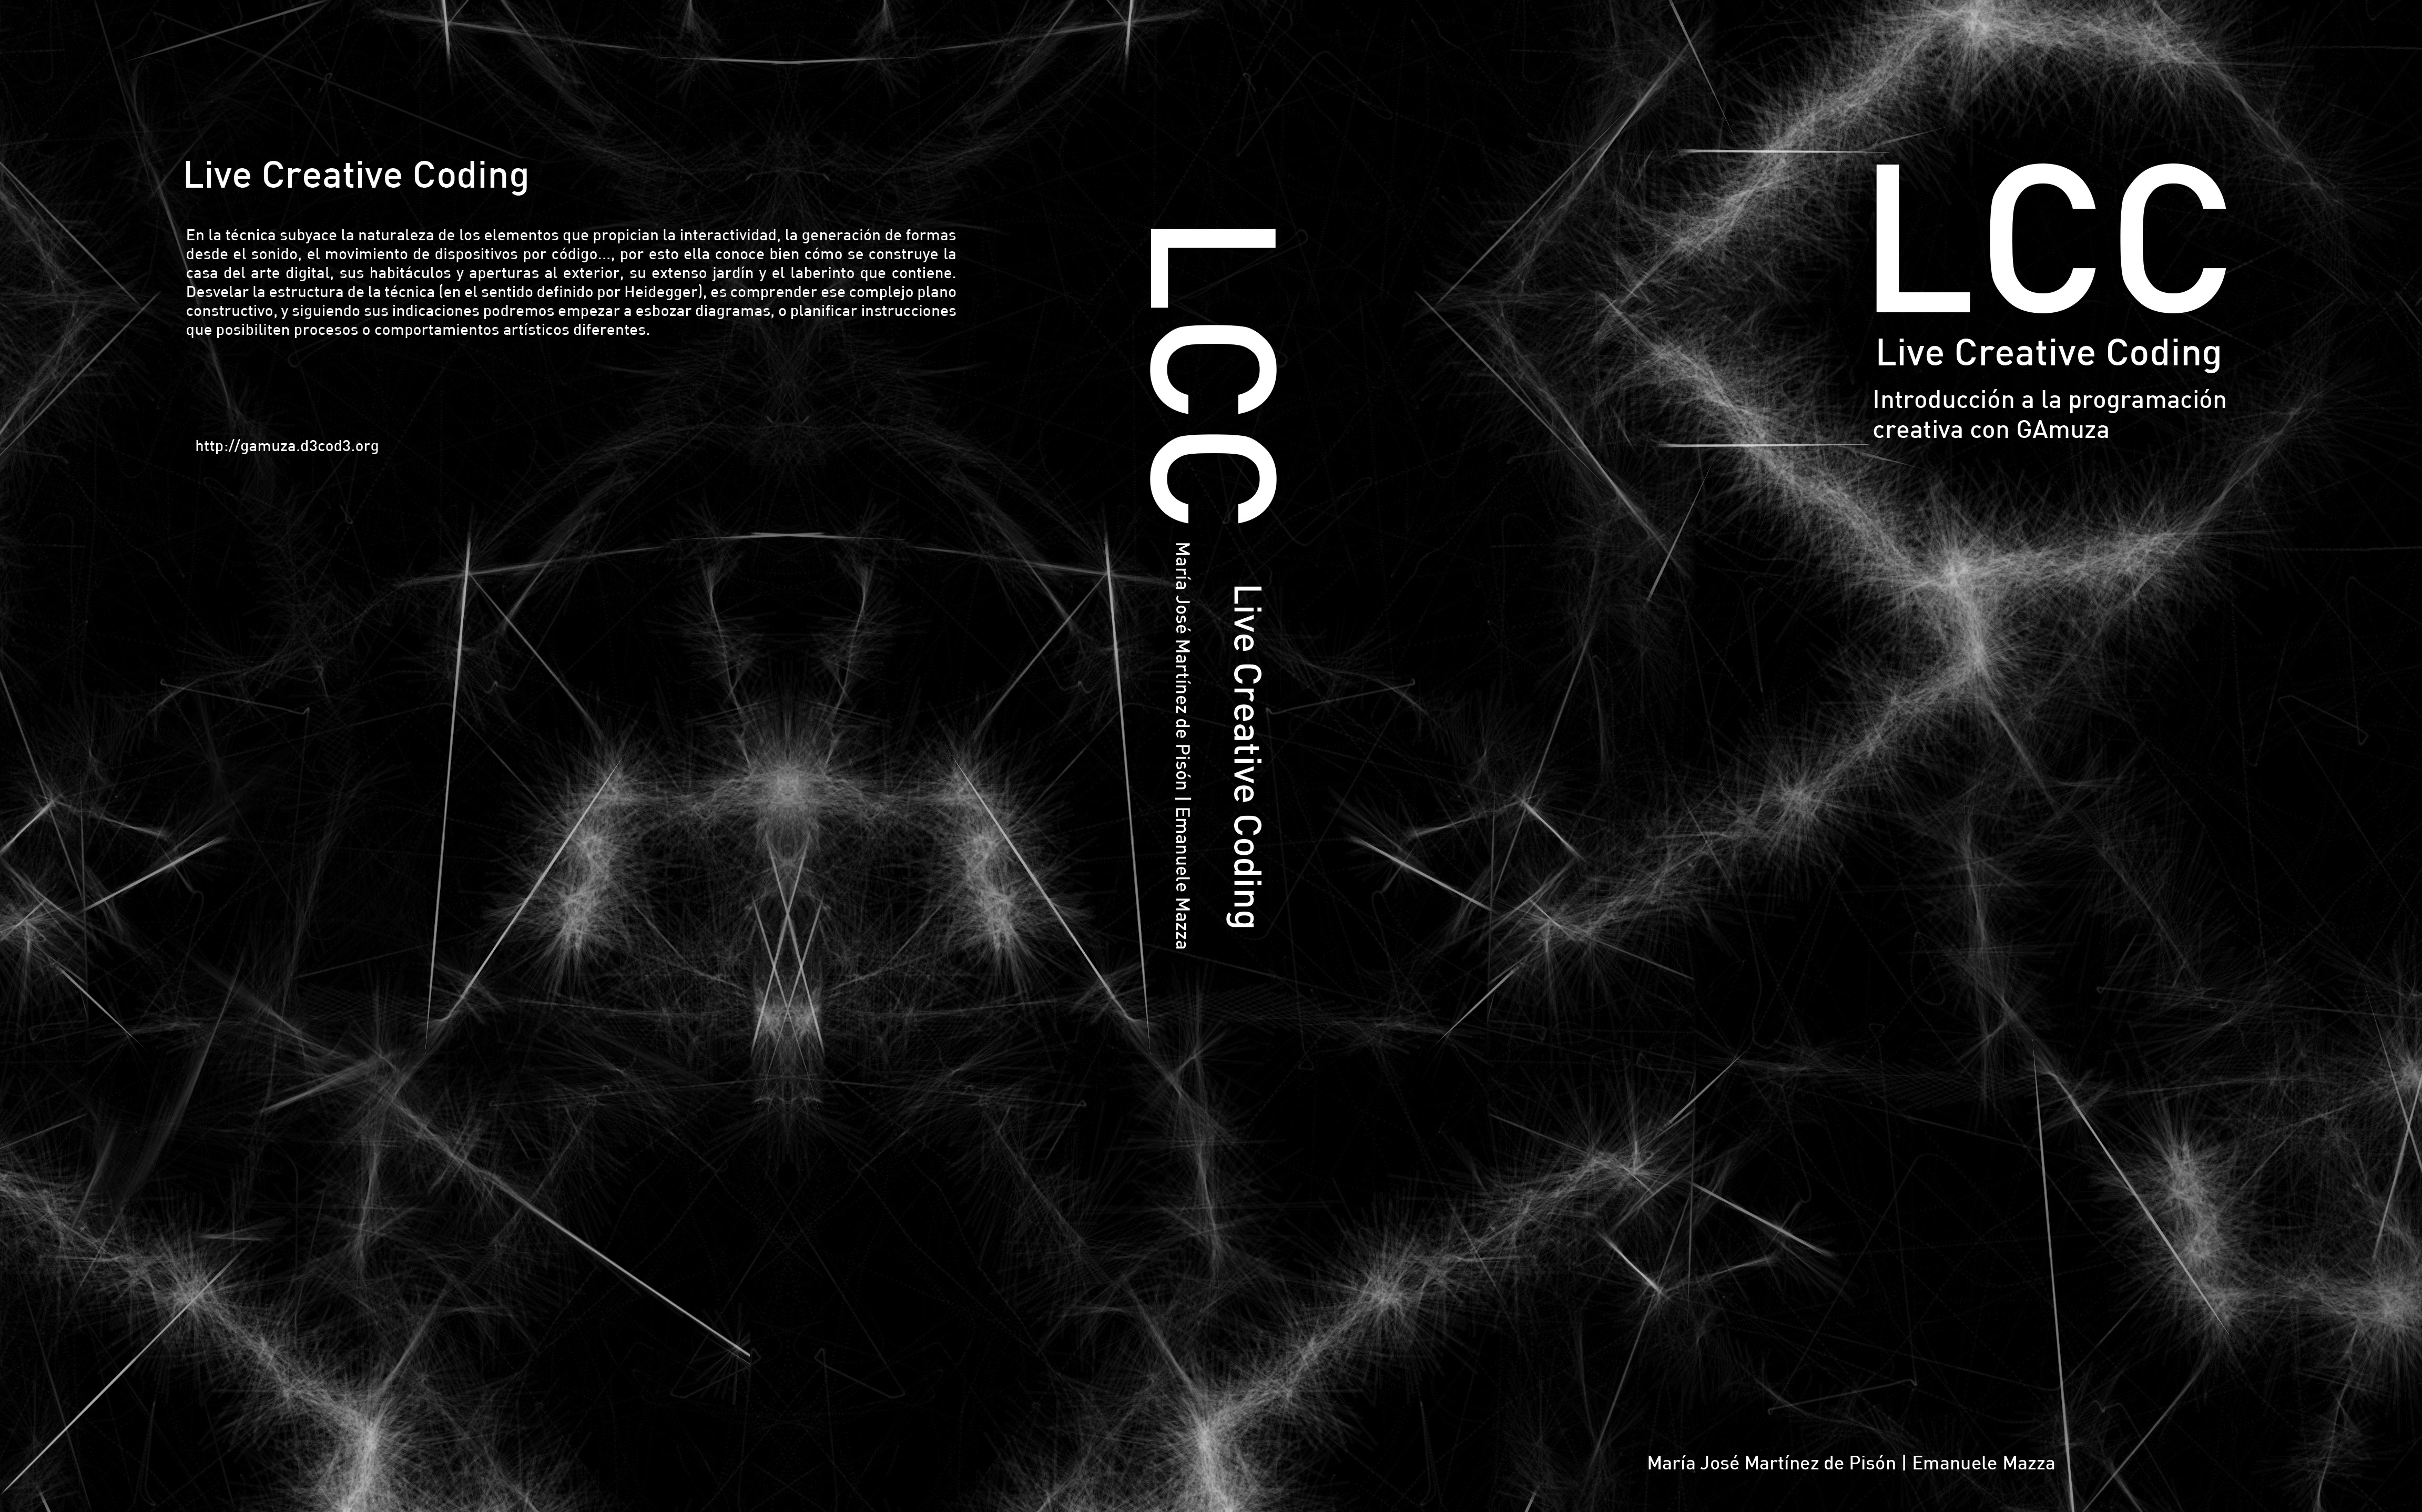 Live Creative Coding
En la técnica subyace la naturaleza de los elementos que propician la interactividad, la generación de formas
desde el sonido, el movimiento de dispositivos por código..., por esto ella conoce bien cómo se construye la
casa del arte digital, sus habitáculos y aperturas al exterior, su extenso jardín y el laberinto que contiene.
Desvelar la estructura de la técnica (en el sentido definido por Heidegger), es comprender ese complejo plano
constructivo, y siguiendo sus indicaciones podremos empezar a esbozar diagramas, o planificar instrucciones
que posibiliten procesos o comportamientos artísticos diferentes.
http://gamuza.d3cod3.org
LCC
Live Creative Coding
María José Martínez de Pisón | Emanuele Mazza
LCC
Live Creative Coding
Introducción a la programación
creativa con GAmuza
María José Martínez de Pisón | Emanuele Mazza